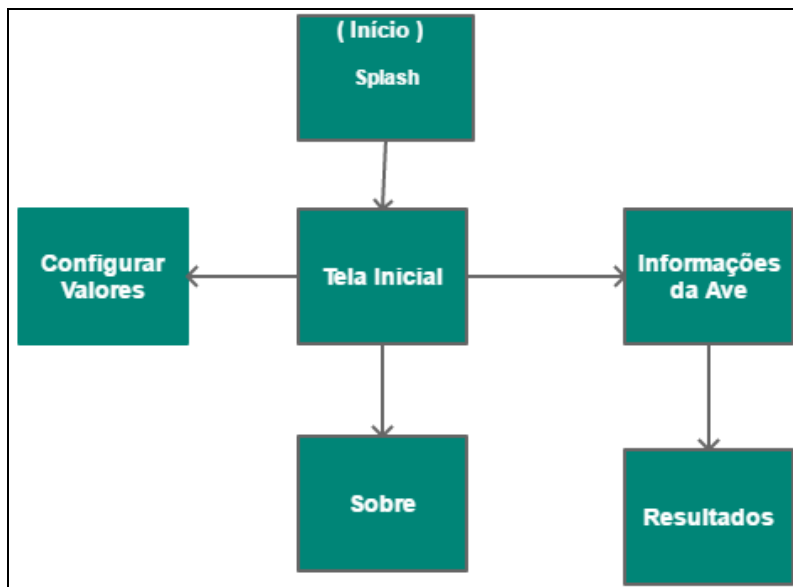 ( Início )
Splash
Configurar
Valores
Tela Inicial
Informações
da Ave
Sobre
Resultados